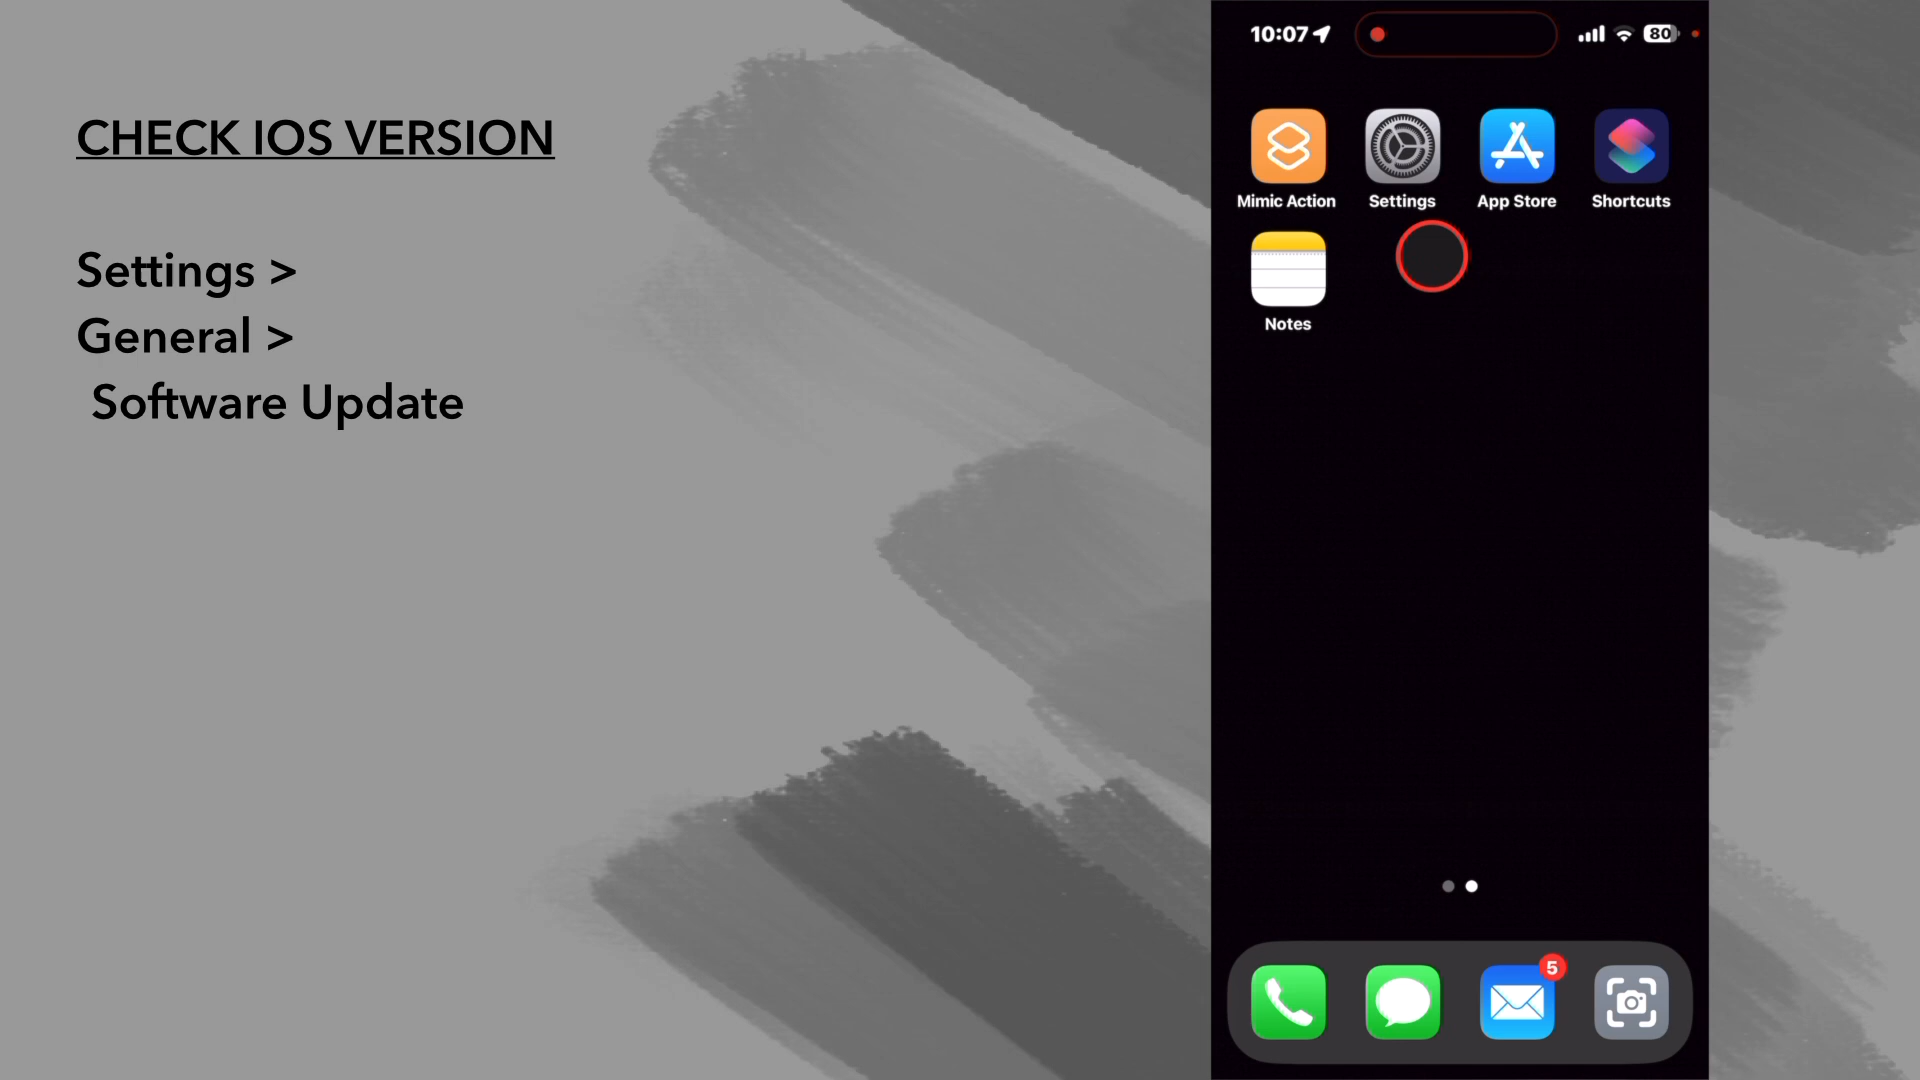 CHECK IOS VERSION
Settings >
General >
Software Update
10:07
80
Mimic Action
Settings
App Store
Shortcuts
Notes
5